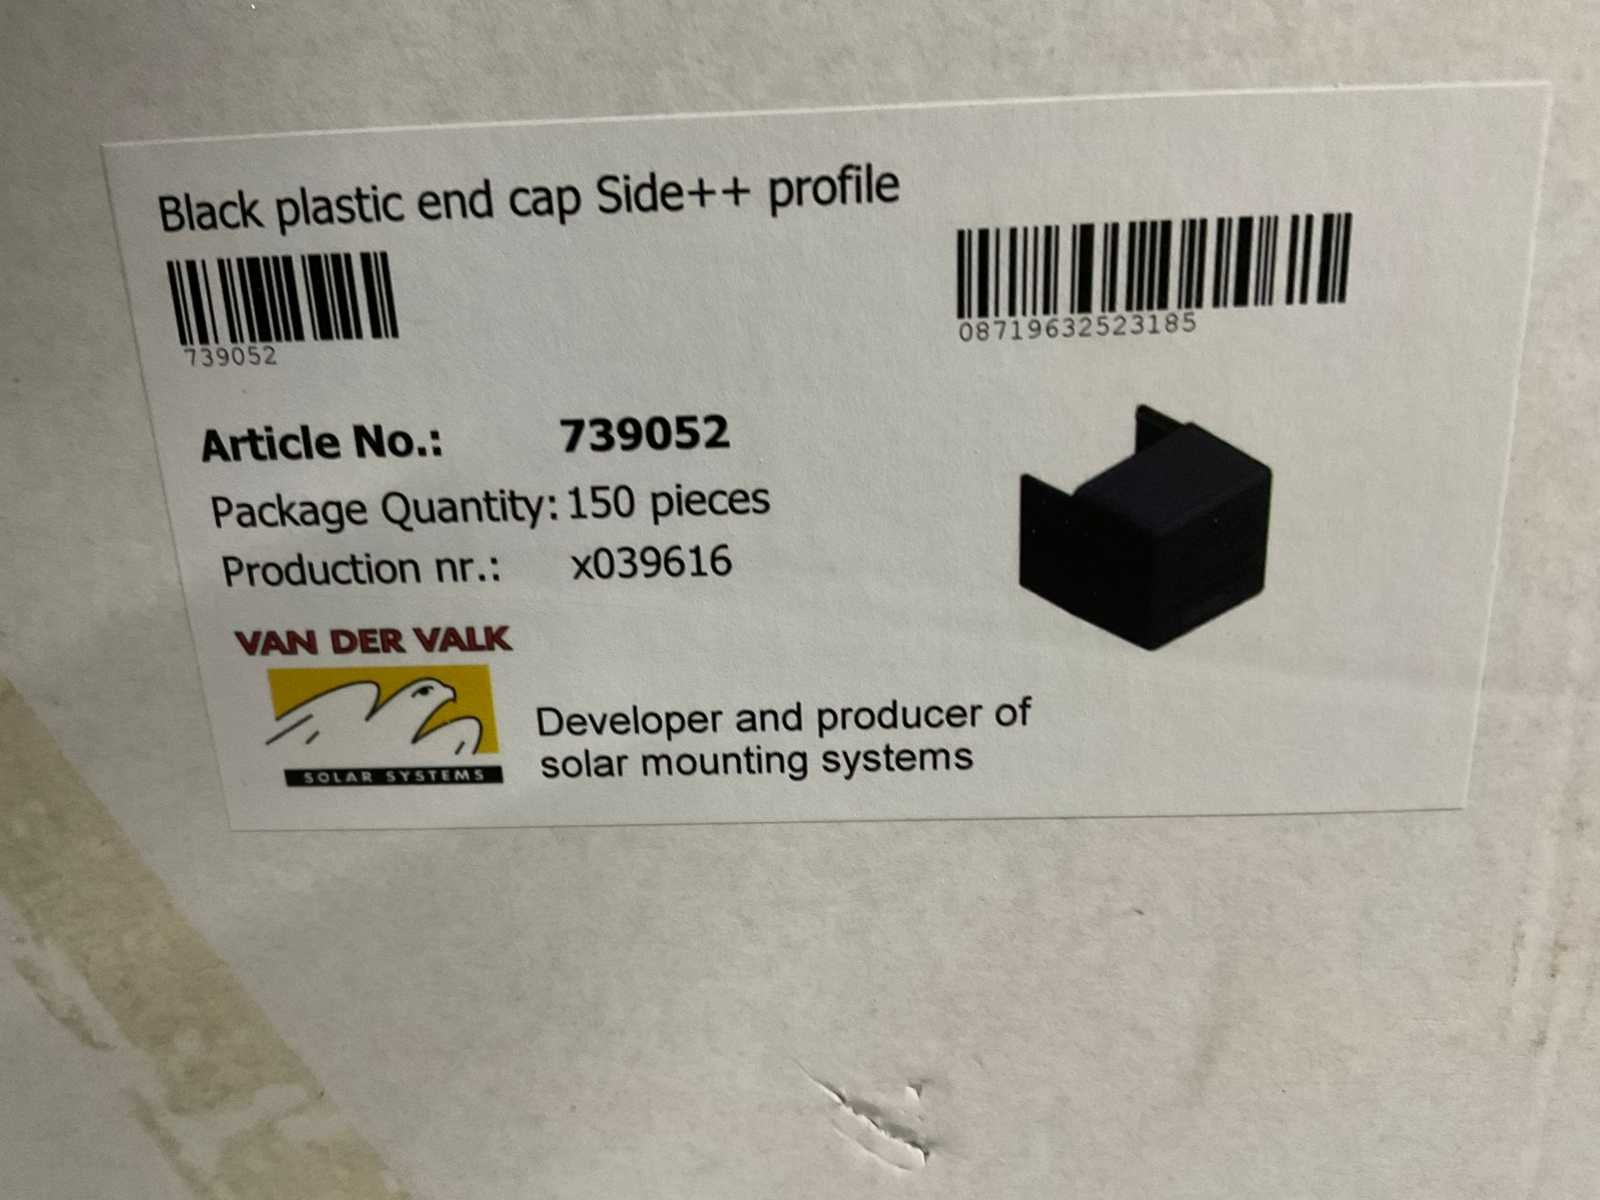 Black plastic end cap Side++ profile
739052
08719632523185
Article No.: 739052
Package Quantity: 150 pieces
Production nr.: x039616
VAN DER VALK
SOLAR SYSTEMS
Developer and producer of
solar mounting systems